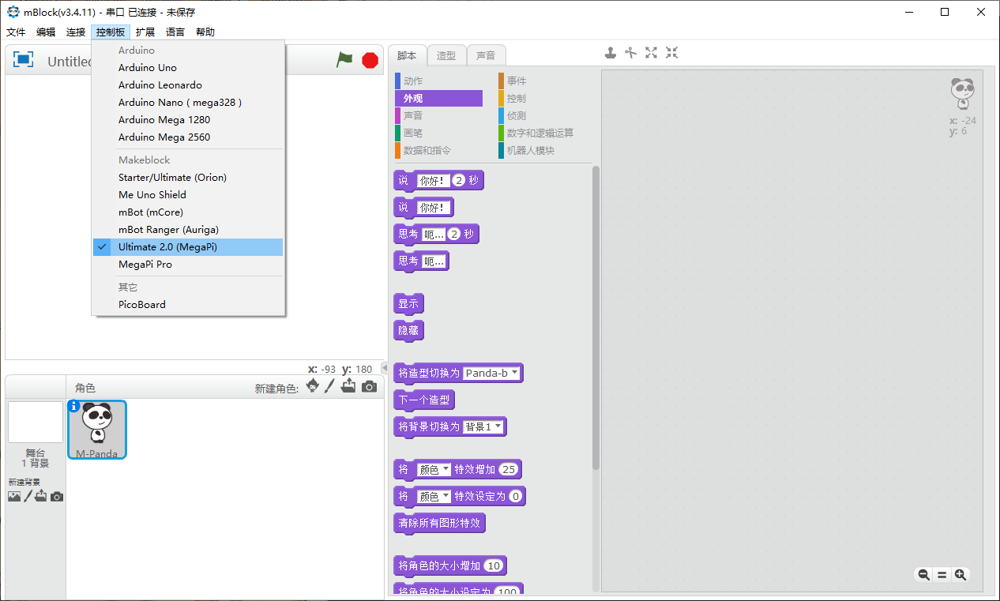 mBlock(v3.4.11) - 串口 已连接 - 未保存
文件 编辑 连接 控制板 扩展 语言 帮助
Arduino
Arduino Uno
Arduino Leonardo
Arduino Nano ( mega328 )
Arduino Mega 1280
Arduino Mega 2560
Makeblock
Starter/Ultimate (Orion)
Me Uno Shield
mBot (mCore)
mBot Ranger (Auriga)
Ultimate 2.0 (MegaPi)
MegaPi Pro
其它
PicoBoard
x: -93 y: 180
角色 新建角色:
M-Panda
舞台
1 背景
新建背景
脚本 造型 声音
动作 事件
外观 控制
声音 侦测
画笔 数字和逻辑运算
数据和指令 机器人模块
说 你好! 2 秒
说 你好!
思考 呃... 2 秒
思考 呃...
显示
隐藏
将造型切换为 Panda-b
下一个造型
将背景切换为 背景1
将 颜色 特效增加 25
将 颜色 特效设定为 0
清除所有图形特效
将角色的大小增加 10
将角色的大小设定为 100
x: -24
y: 6